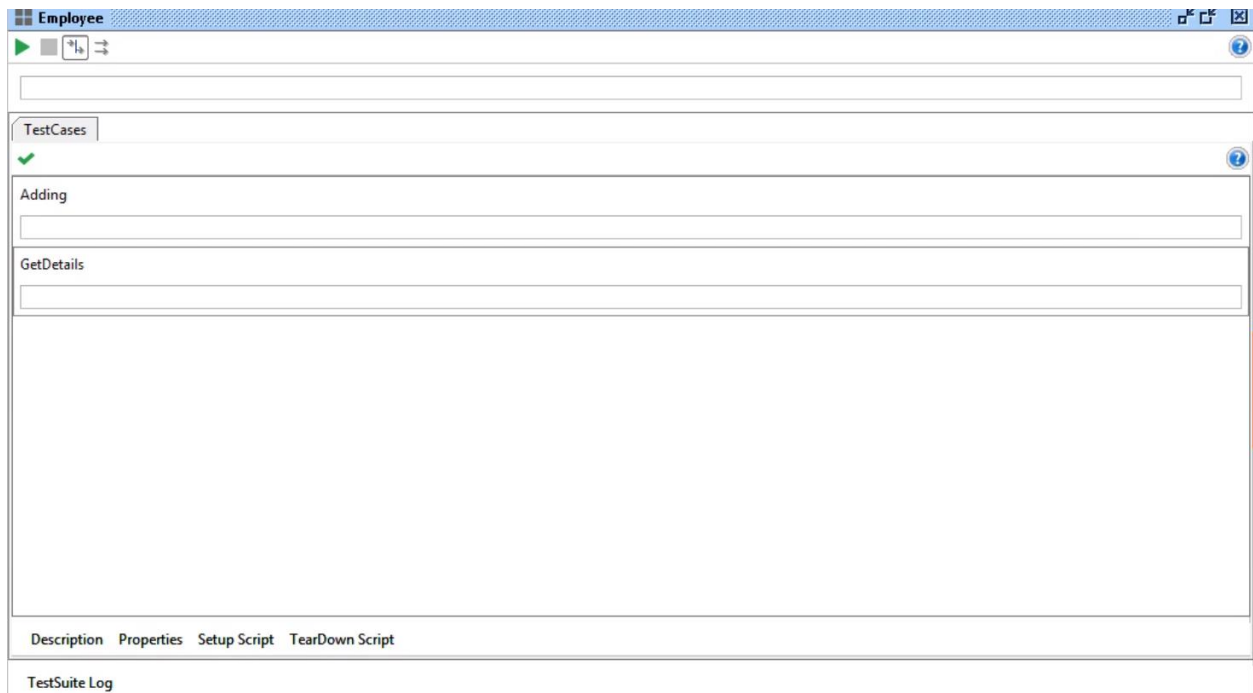 Employee
TestCases
Adding
GetDetails
Description Properties Setup Script TearDown Script
TestSuite Log